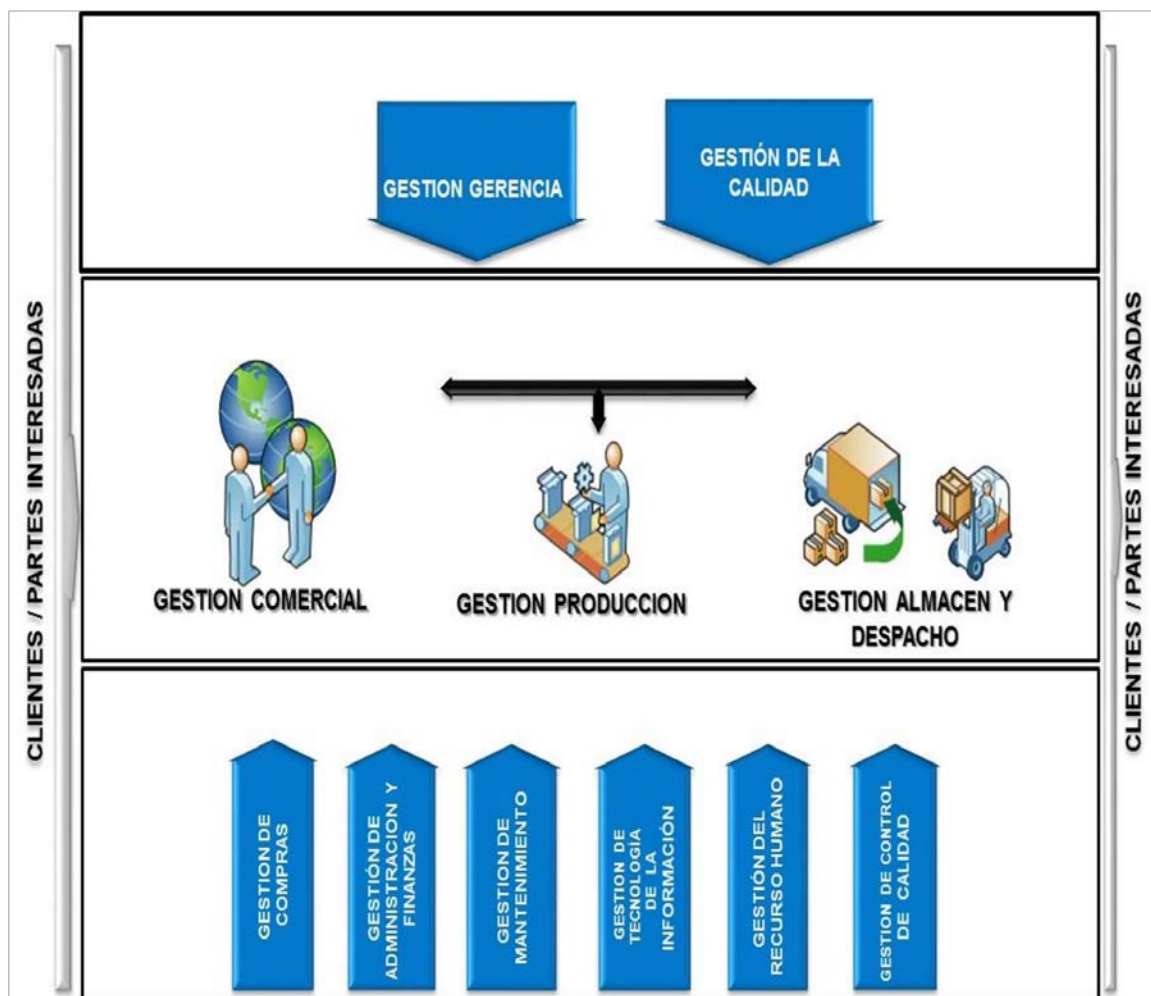 CLIENTES / PARTES INTERESADAS
GESTION GERENCIA
GESTIÓN DE LA
CALIDAD
GESTION COMERCIAL
GESTION PRODUCCION
GESTION ALMACEN Y
DESPACHO
GESTION DE
COMPRAS
GESTIÓN DE
ADMINISTRACION Y
FINANZAS
GESTION DE
MANTENIMIENTO
GESTION DE
TECNOLOGÍA
DE LA
INFORMACIÓN
GESTIÓN DEL
RECURSO HUMANO
GESTION DE CONTROL
DE CALIDAD
CLIENTES / PARTES INTERESADAS